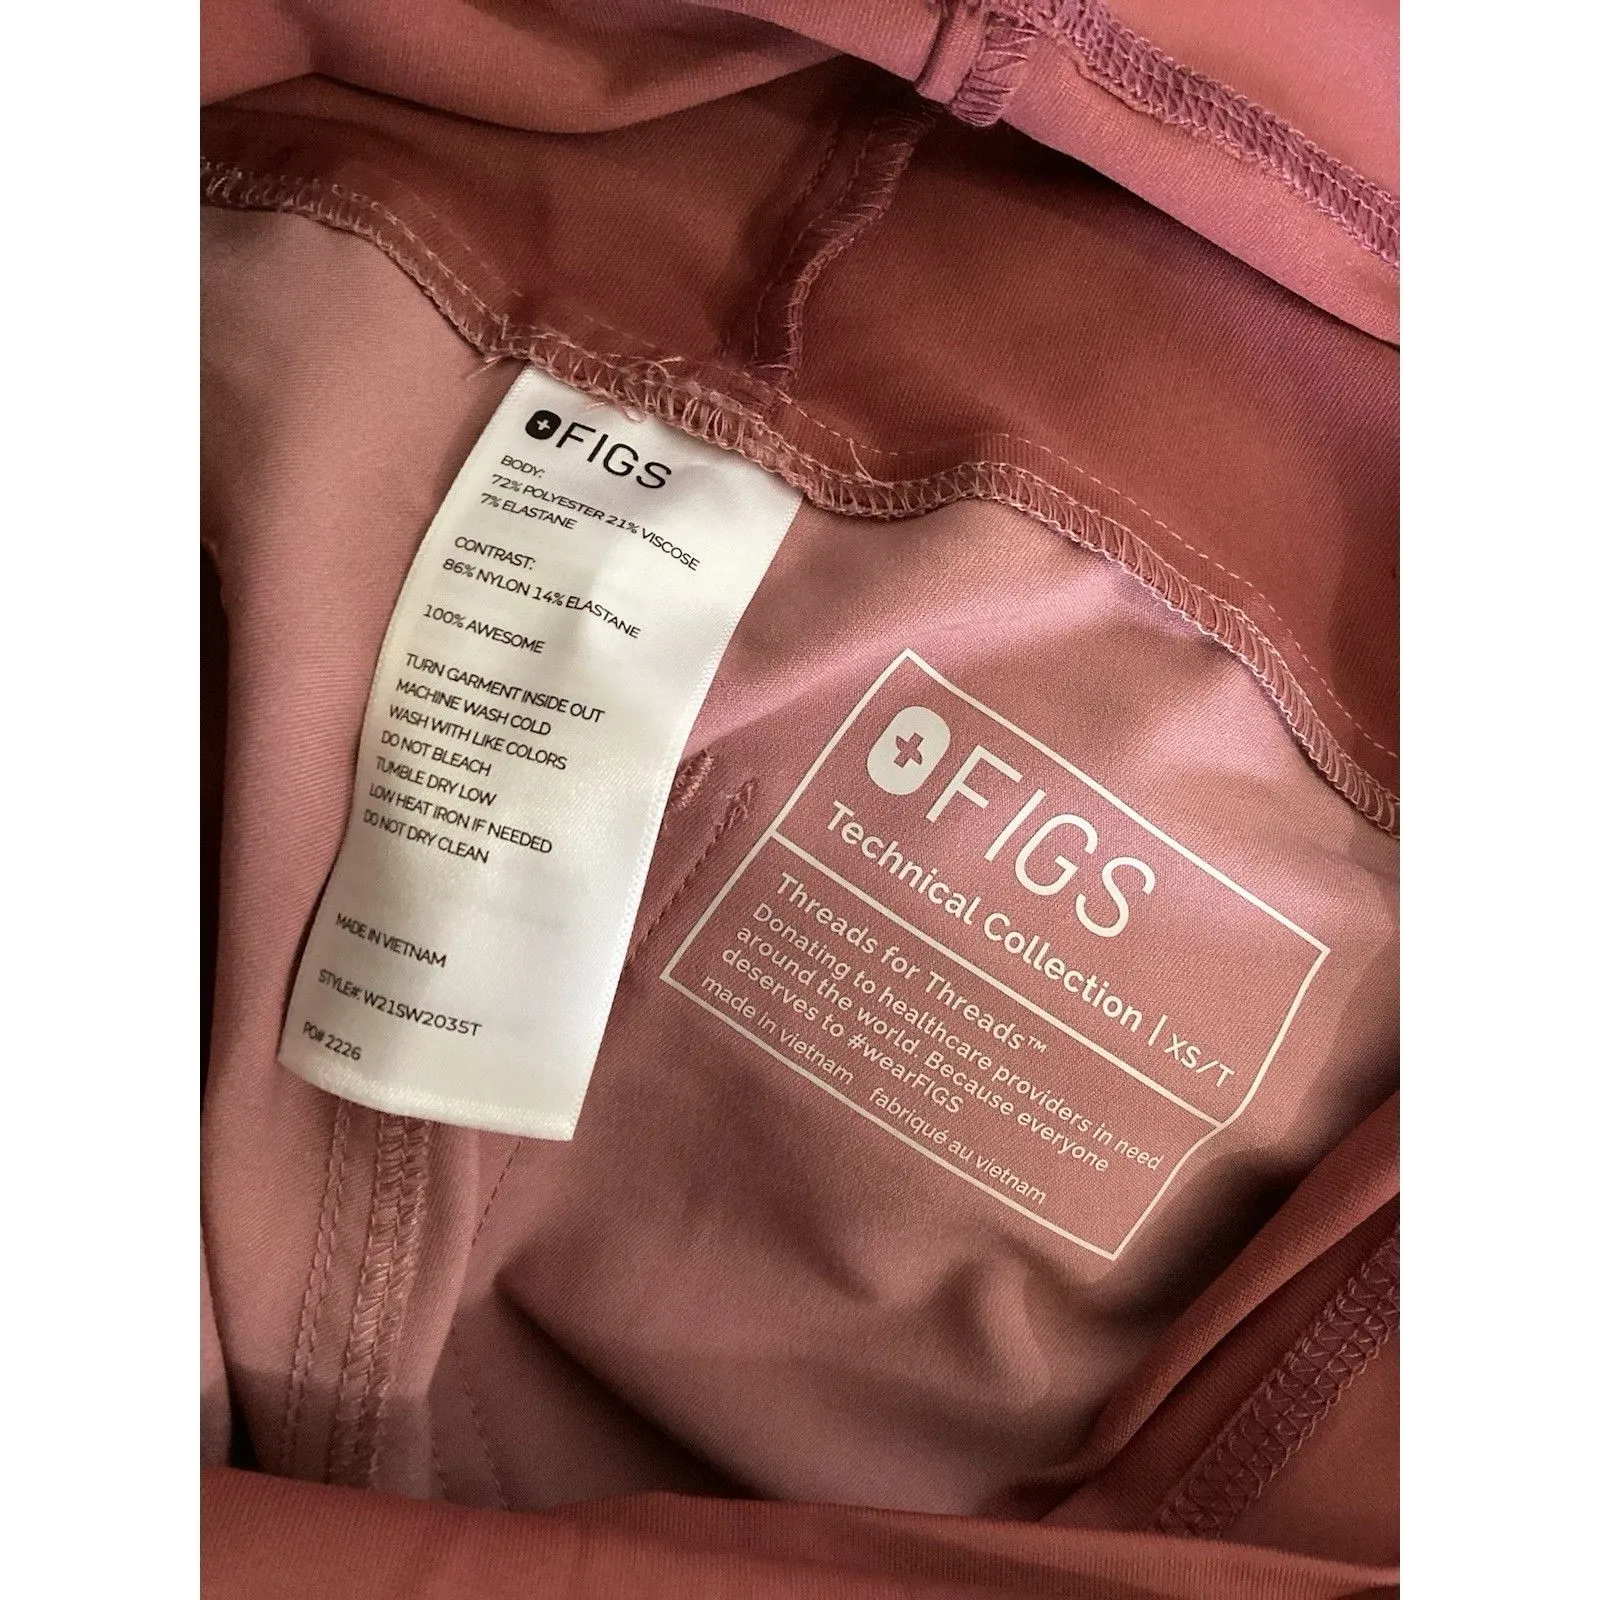 FIGS
BODY:
72% POLYESTER 21% VISCOSE
7% ELASTANE
CONTRAST:
86% NYLON 14% ELASTANE
100% AWESOME
TURN GARMENT INSIDE OUT
MACHINE WASH COLD
WASH WITH LIKE COLORS
DO NOT BLEACH
TUMBLE DRY LOW
LOW HEAT IRON IF NEEDED
DO NOT DRY CLEAN
MADE IN VIETNAM
STYLE#: W21SW2035T
PO# 2226
FIGS
Technical Collection | XS/T
Threads for Threads™
Donating to healthcare providers in need
around the world. Because everyone
deserves to #wearFIGS
made in vietnam fabriqué au vietnam